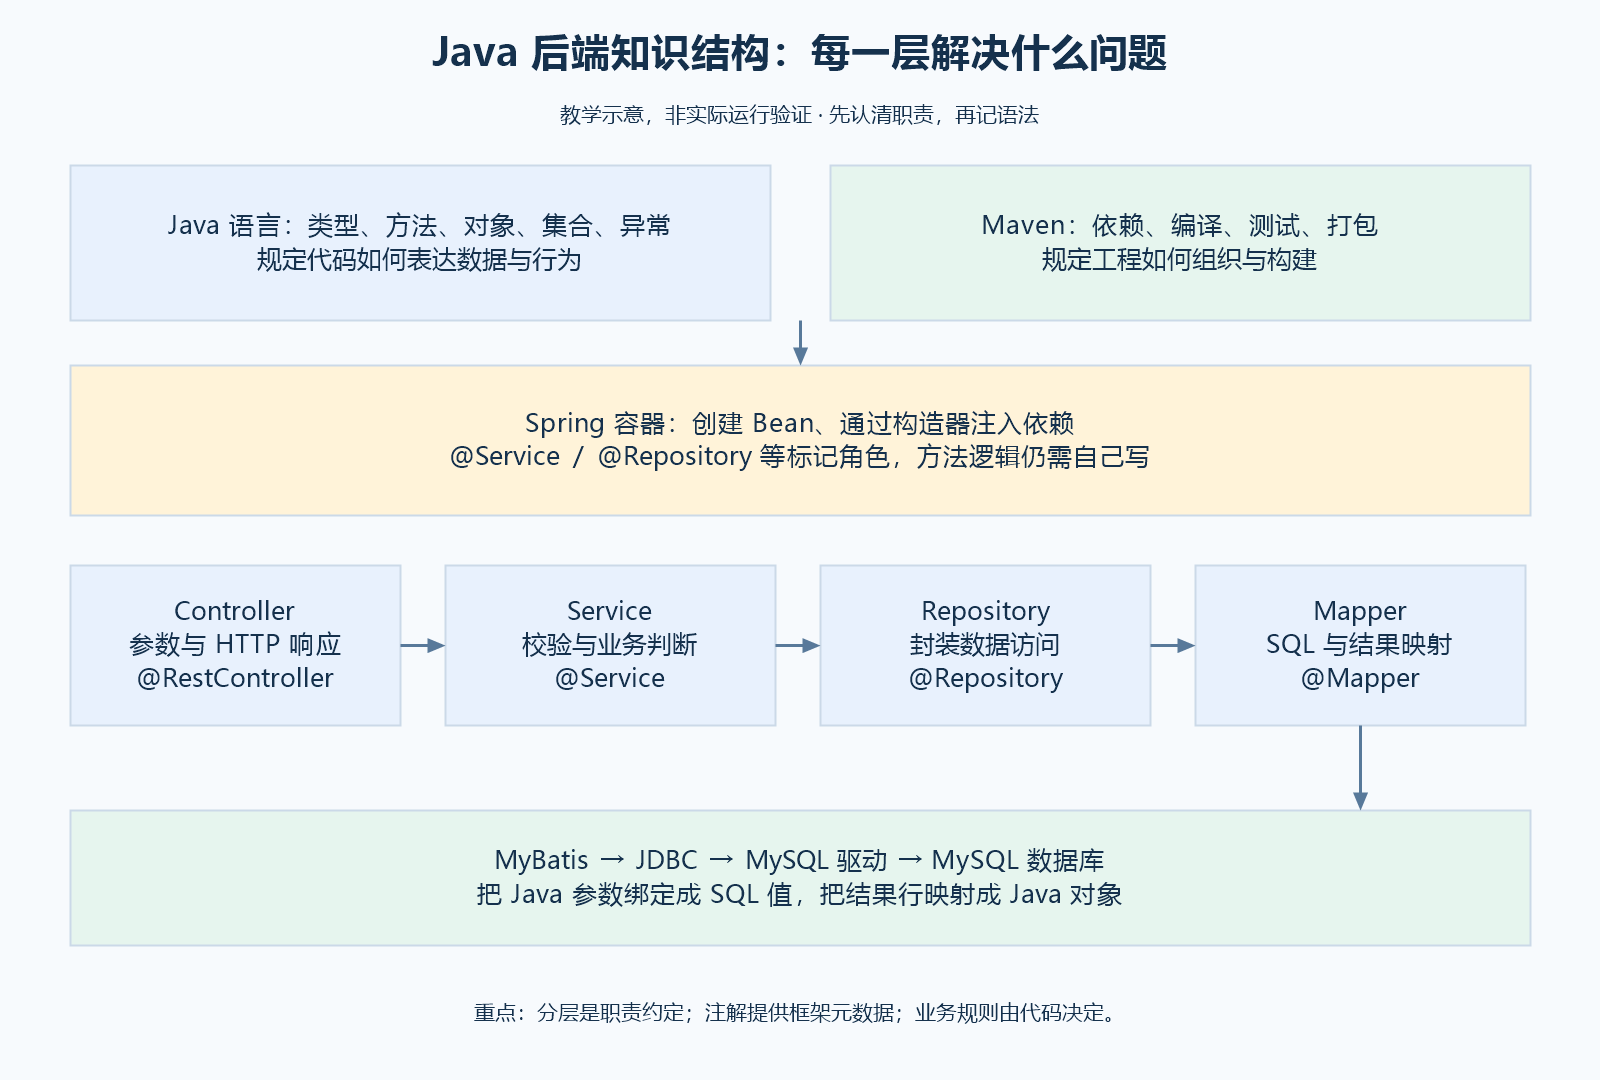 Java 后端知识结构：每一层解决什么问题
教学示意，非实际运行验证 · 先认清职责，再记语法
Java 语言：类型、方法、对象、集合、异常
规定代码如何表达数据与行为
Maven：依赖、编译、测试、打包
规定工程如何组织与构建
Spring 容器：创建 Bean、通过构造器注入依赖
@Service / @Repository 等标记角色，方法逻辑仍需自己写
Controller
参数与 HTTP 响应
@RestController
Service
校验与业务判断
@Service
Repository
封装数据访问
@Repository
Mapper
SQL 与结果映射
@Mapper
MyBatis → JDBC → MySQL 驱动 → MySQL 数据库
把 Java 参数绑定成 SQL 值，把结果行映射成 Java 对象
重点：分层是职责约定；注解提供框架元数据；业务规则由代码决定。